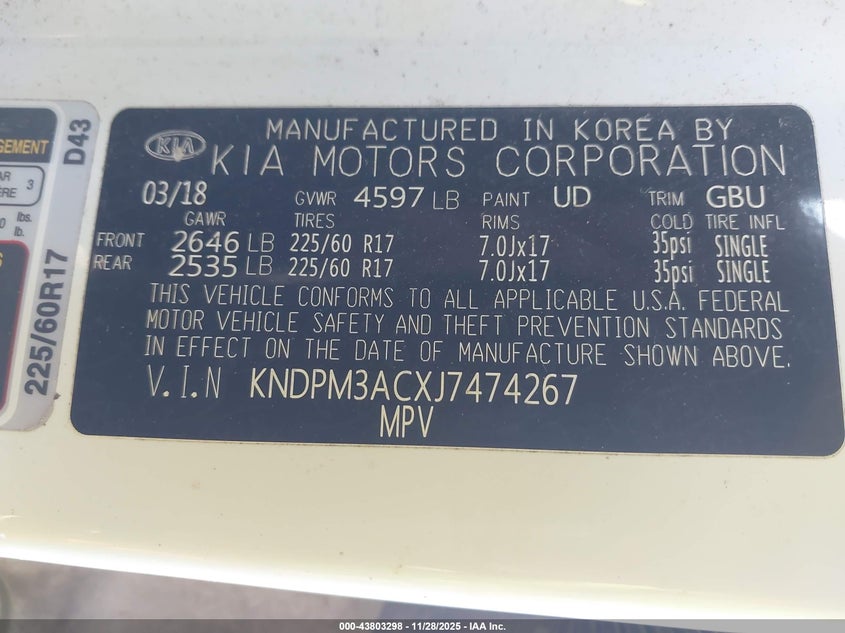 GEMENT
3
lbs.
lb.
D43
225/60R17
KIA
MANUFACTURED IN KOREA BY
KIA MOTORS CORPORATION
03/18 GVWR 4597 LB PAINT UD TRIM GBU
GAWR TIRES RIMS COLD TIRE INFL
FRONT 2646 LB 225/60 R17 7.0Jx17 35psi SINGLE
REAR 2535 LB 225/60 R17 7.0Jx17 35psi SINGLE
THIS VEHICLE CONFORMS TO ALL APPLICABLE U.S.A. FEDERAL
MOTOR VEHICLE SAFETY AND THEFT PREVENTION STANDARDS
IN EFFECT ON THE DATE OF MANUFACTURE SHOWN ABOVE.
V.I.N KNDPM3ACXJ7474267
MPV
000-43803298 - 11/28/2025 - IAA Inc.